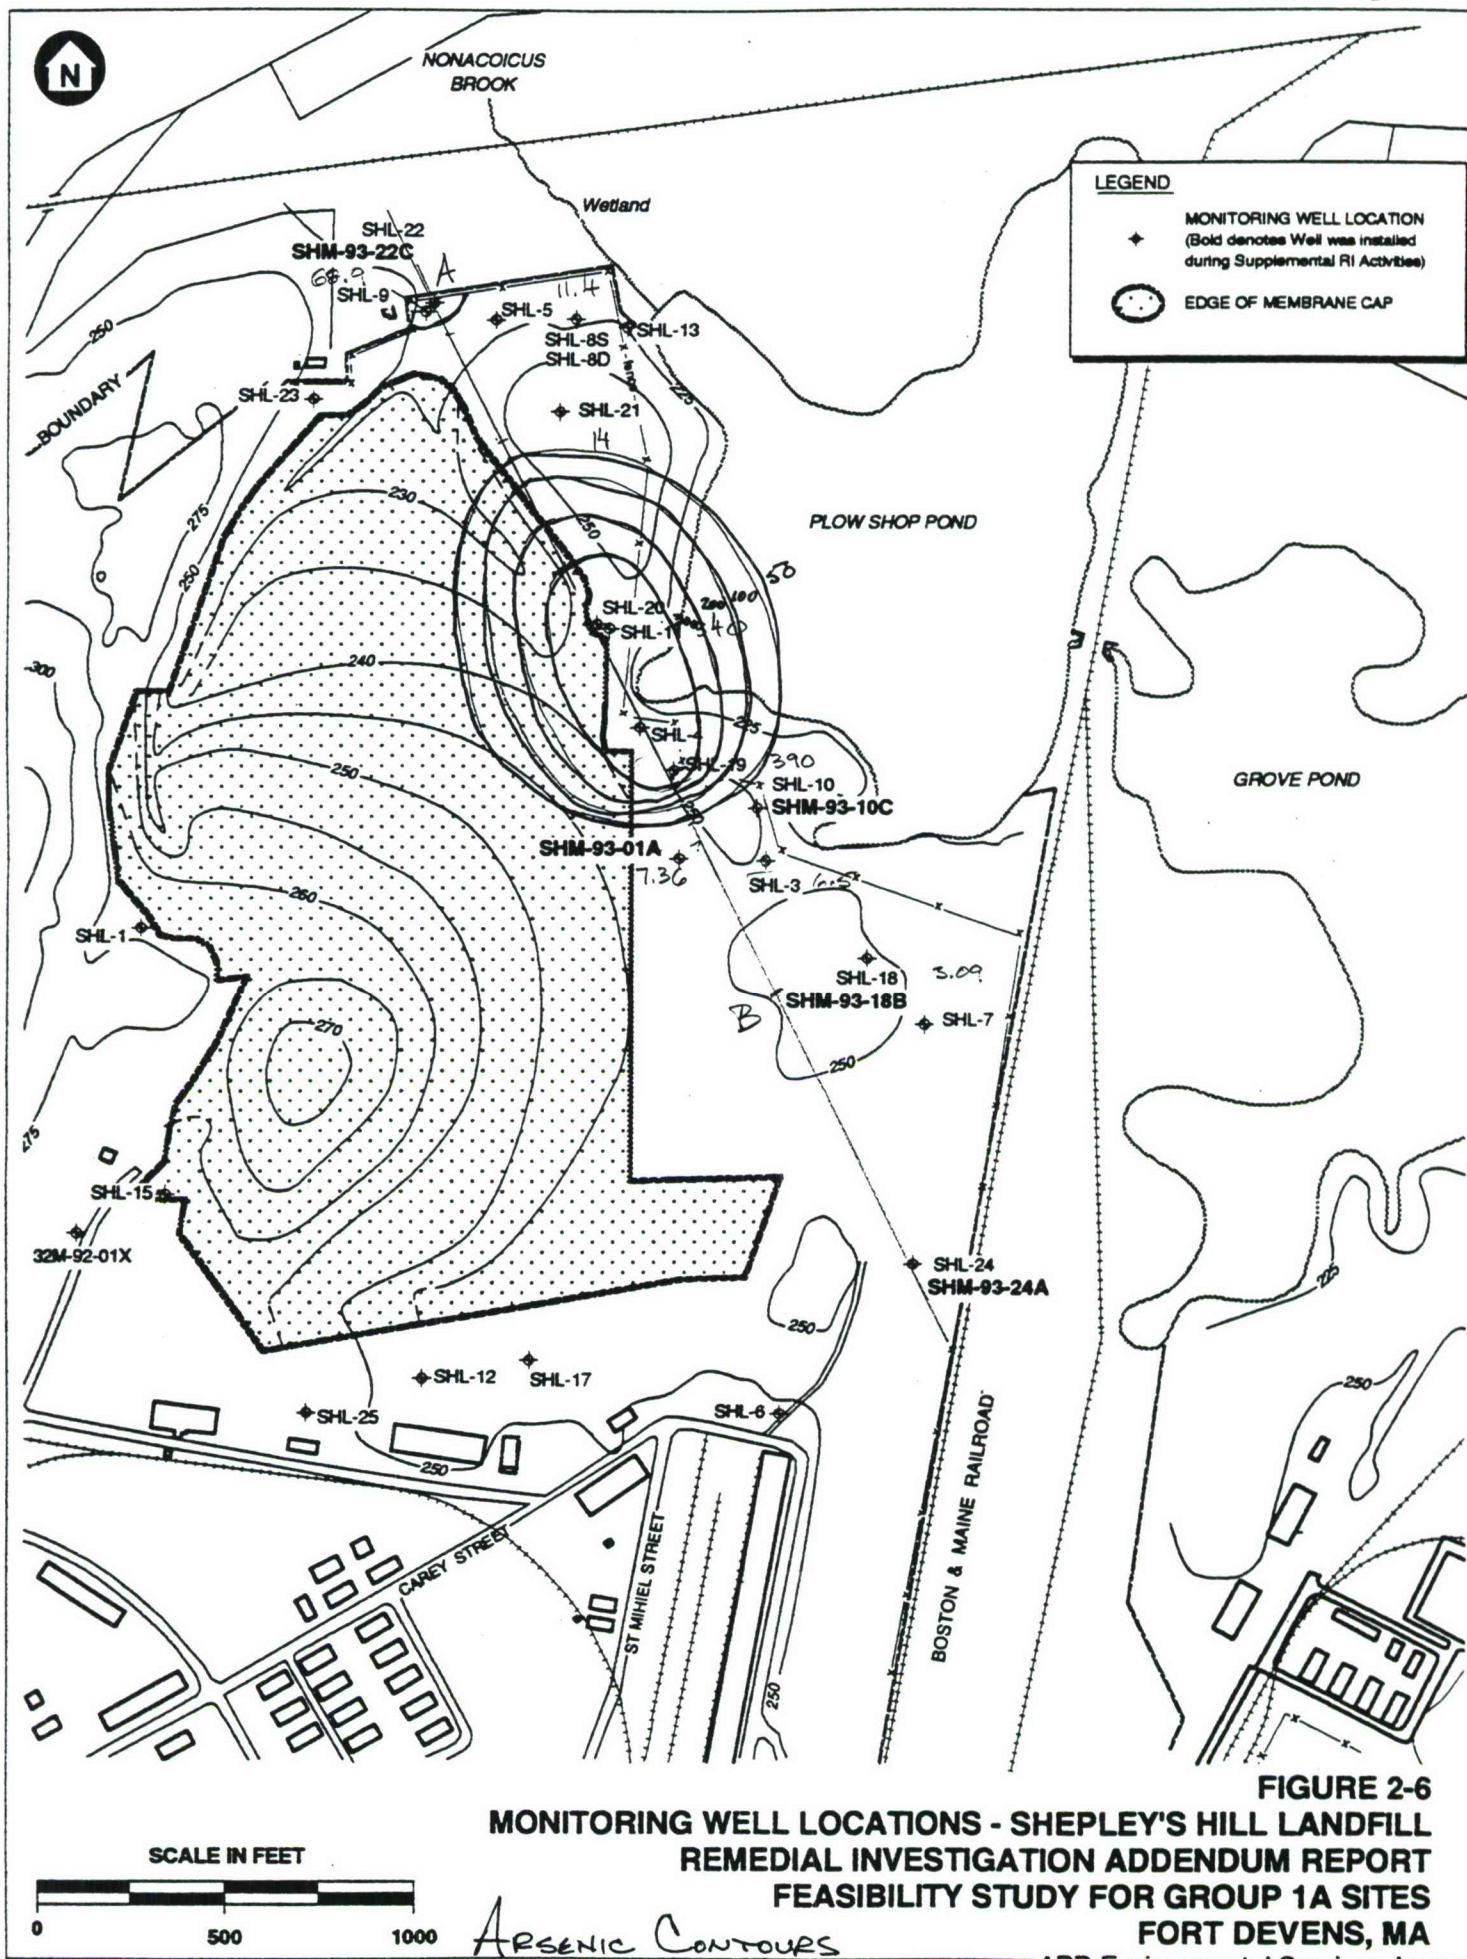 N
NONACOICUS
BROOK
Wetland
LEGEND
MONITORING WELL LOCATION
(Bold denotes Well was installed
during Supplemental RI Activities)
EDGE OF MEMBRANE CAP
SHL-22
SHM-93-22C
68.9
A
SHL-9
SHL-5
11.4
SHL-13
SHL-8S
SHL-8D
fence
250
BOUNDARY
SHL-23
225
SHL-21
14
230
275
250
250
PLOW SHOP POND
50
100
200
300
340
SHL-20
SHL-11
300
240
225
SHL-4
250
SHL-19
390
SHL-10
SHM-93-10C
GROVE POND
SHM-93-01A
7.36
SHL-3
6.5
260
SHL-1
SHL-18
3.09
SHM-93-18B
B
SHL-7
270
250
275
SHL-15
32M-92-01X
SHL-24
SHM-93-24A
225
250
SHL-12
SHL-17
250
SHL-25
SHL-6
250
CAREY STREET
ST MIHIEL STREET
BOSTON & MAINE RAILROAD
250
FIGURE 2-6
MONITORING WELL LOCATIONS - SHEPLEY'S HILL LANDFILL
REMEDIAL INVESTIGATION ADDENDUM REPORT
FEASIBILITY STUDY FOR GROUP 1A SITES
FORT DEVENS, MA
SCALE IN FEET
0 500 1000
ARSENIC CONTOURS